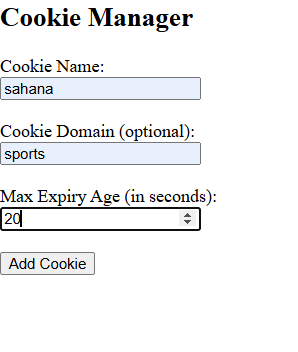 Cookie Manager
Cookie Name:
sahana
Cookie Domain (optional):
sports
Max Expiry Age (in seconds):
20
Add Cookie